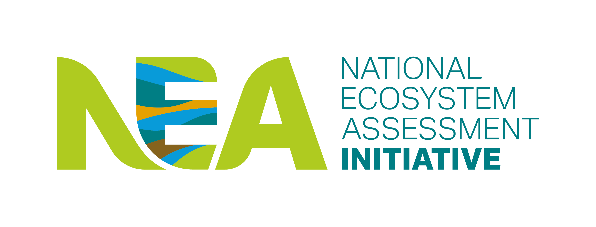 NEA
NATIONAL
ECOSYSTEM
ASSESSMENT
INITIATIVE